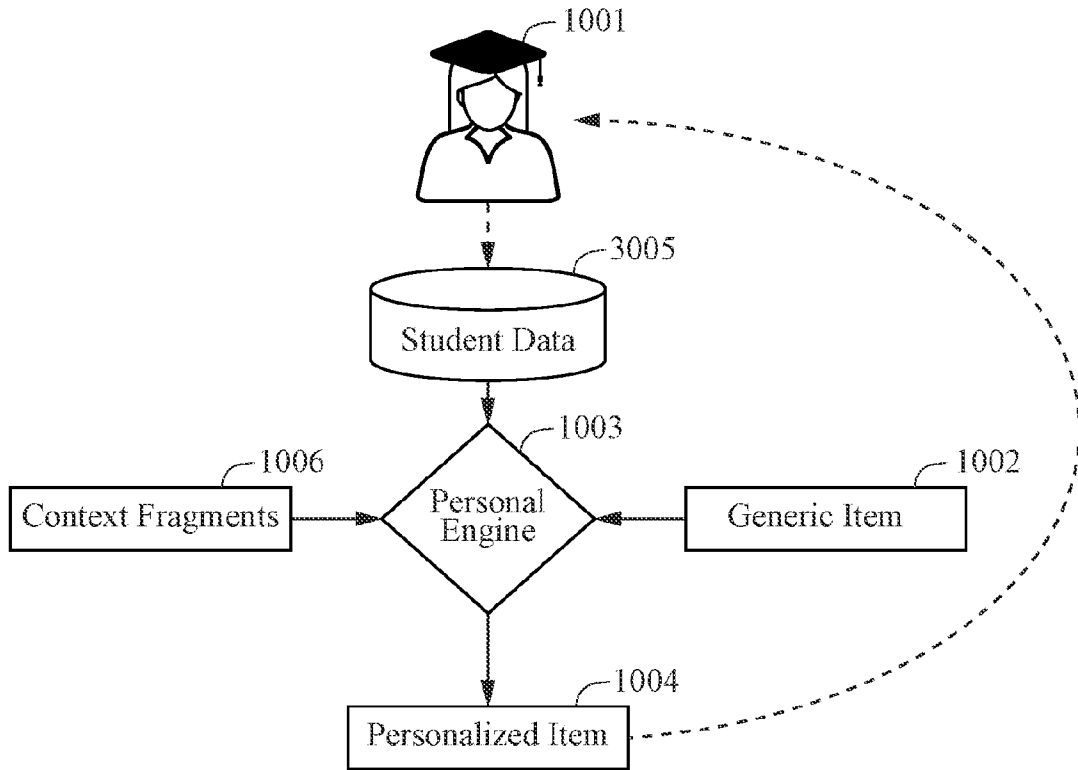 1001
3005
Student Data
1003
1006
1002
Context Fragments
Personal
Engine
Generic Item
1004
Personalized Item